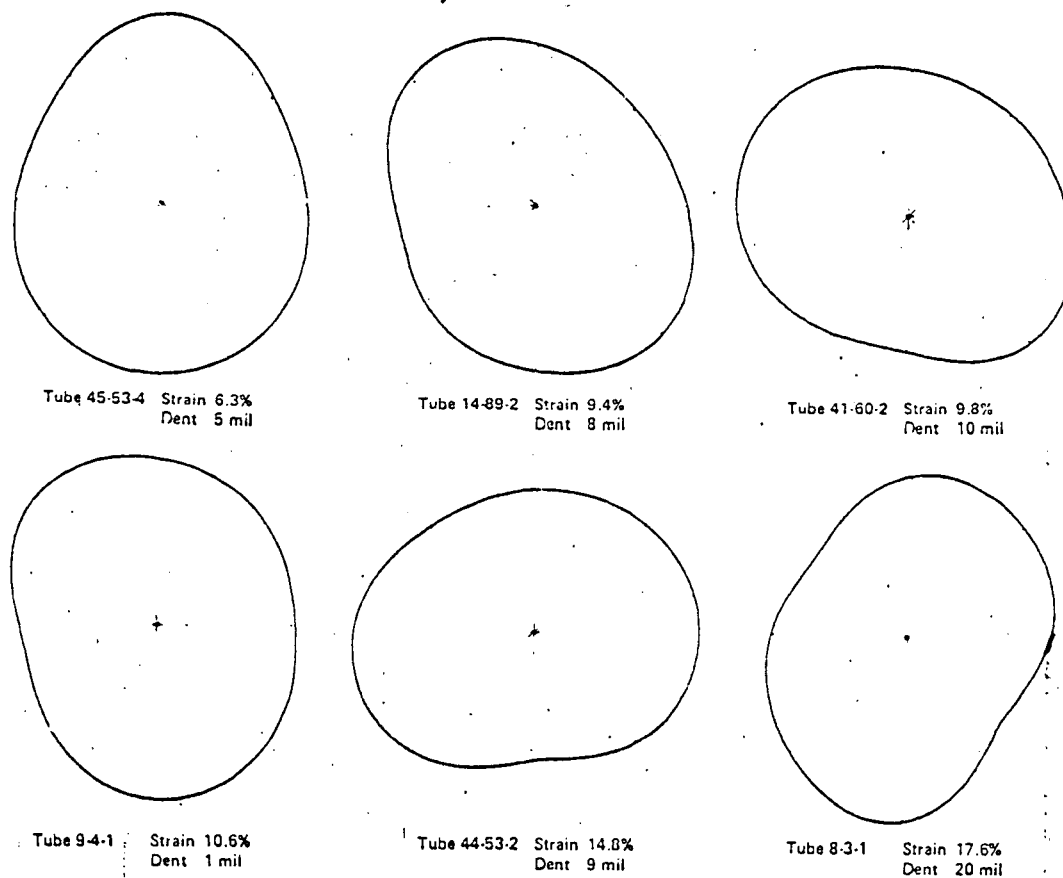 Tube 45-53-4 Strain 6.3%
Dent 5 mil
Tube 14-89-2 Strain 9.4%
Dent 8 mil
Tube 41-60-2 Strain 9.8%
Dent 10 mil
Tube 9-4-1 Strain 10.6%
Dent 1 mil
Tube 44-53-2 Strain 14.8%
Dent 9 mil
Tube 8-3-1 Strain 17.6%
Dent 20 mil